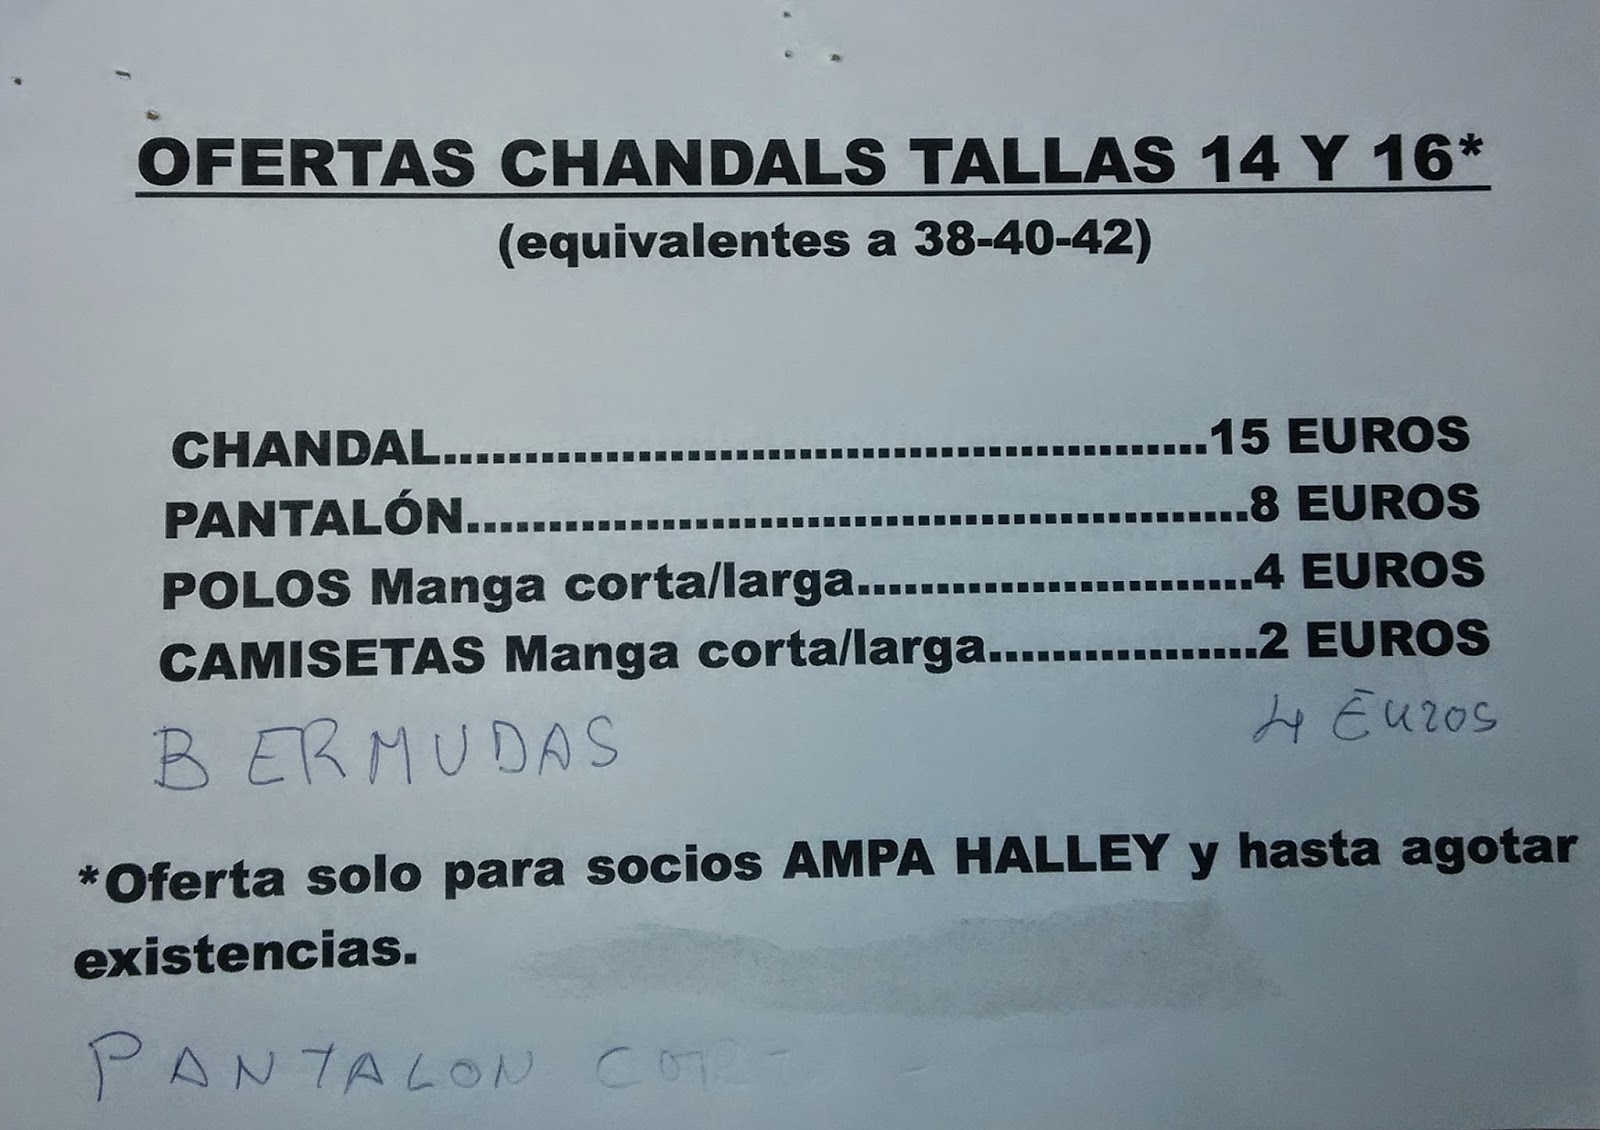 OFERTAS CHANDALS TALLAS 14 Y 16*
(equivalentes a 38-40-42)
CHANDAL...............................................15 EUROS
PANTALÓN................................................8 EUROS
POLOS Manga corta/larga........................4 EUROS
CAMISETAS Manga corta/larga.................2 EUROS
BERMUDAS 4 EUROS
*Oferta solo para socios AMPA HALLEY y hasta agotar
existencias.
PANTALON